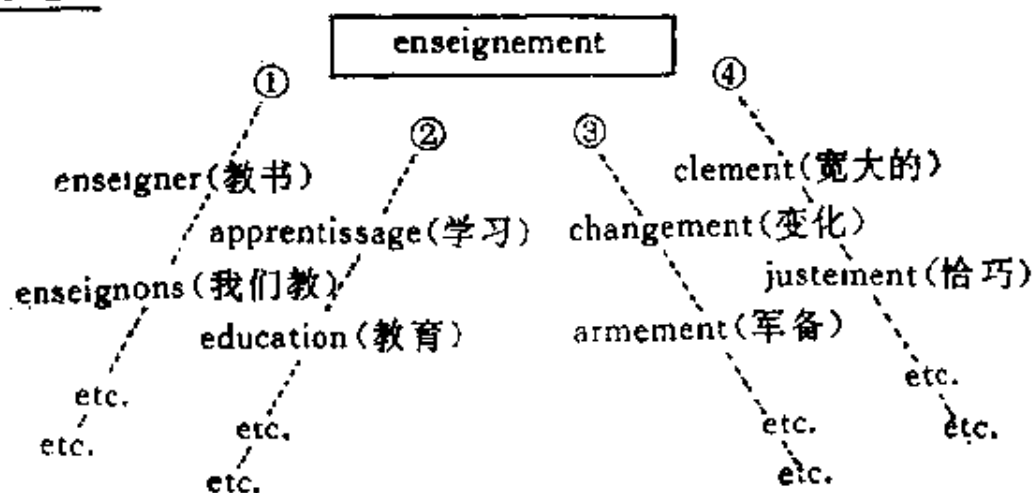 enseignement
① ④
② ③
enseigner(教书) clement(宽大的)
apprentissage(学习) changement(变化)
enseignons(我们教) justement(恰巧)
education(教育) armement(军备)
etc. etc.
etc. etc. etc. etc.
etc. etc.